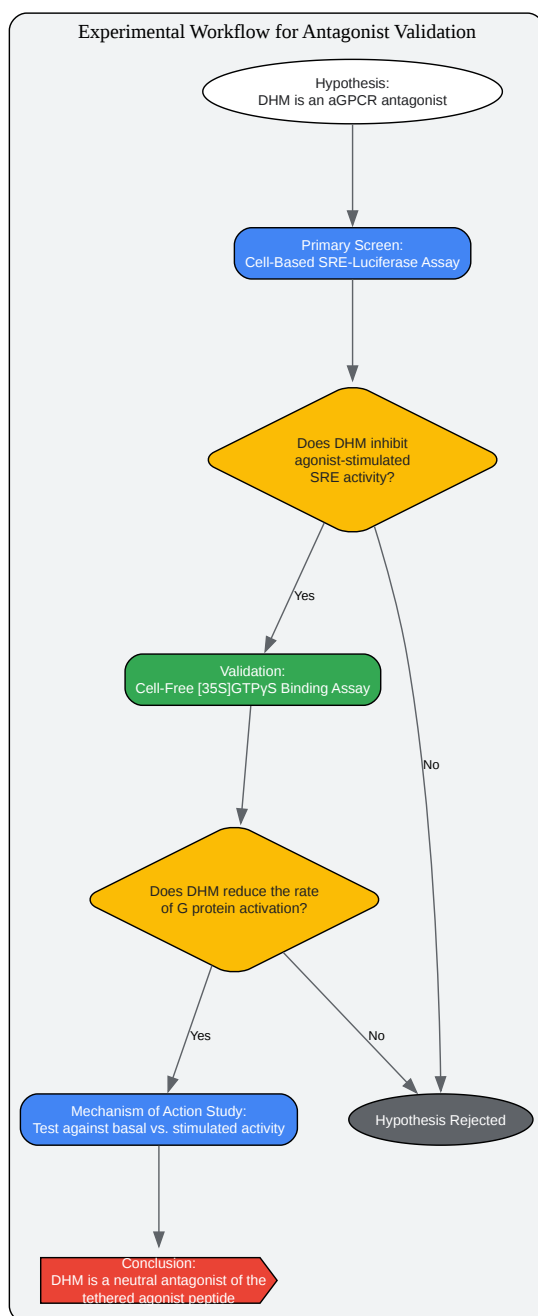 Experimental Workflow for Antagonist Validation
Hypothesis:
DHM is an aGPCR antagonist
Primary Screen:
Cell-Based SRE-Luciferase Assay
Does DHM inhibit
agonist-stimulated
SRE activity?
Yes
Validation:
Cell-Free [35S]GTPγS Binding Assay
No
Does DHM reduce the rate
of G protein activation?
Yes
No
Mechanism of Action Study:
Test against basal vs. stimulated activity
Hypothesis Rejected
Conclusion:
DHM is a neutral antagonist of the
tethered agonist peptide